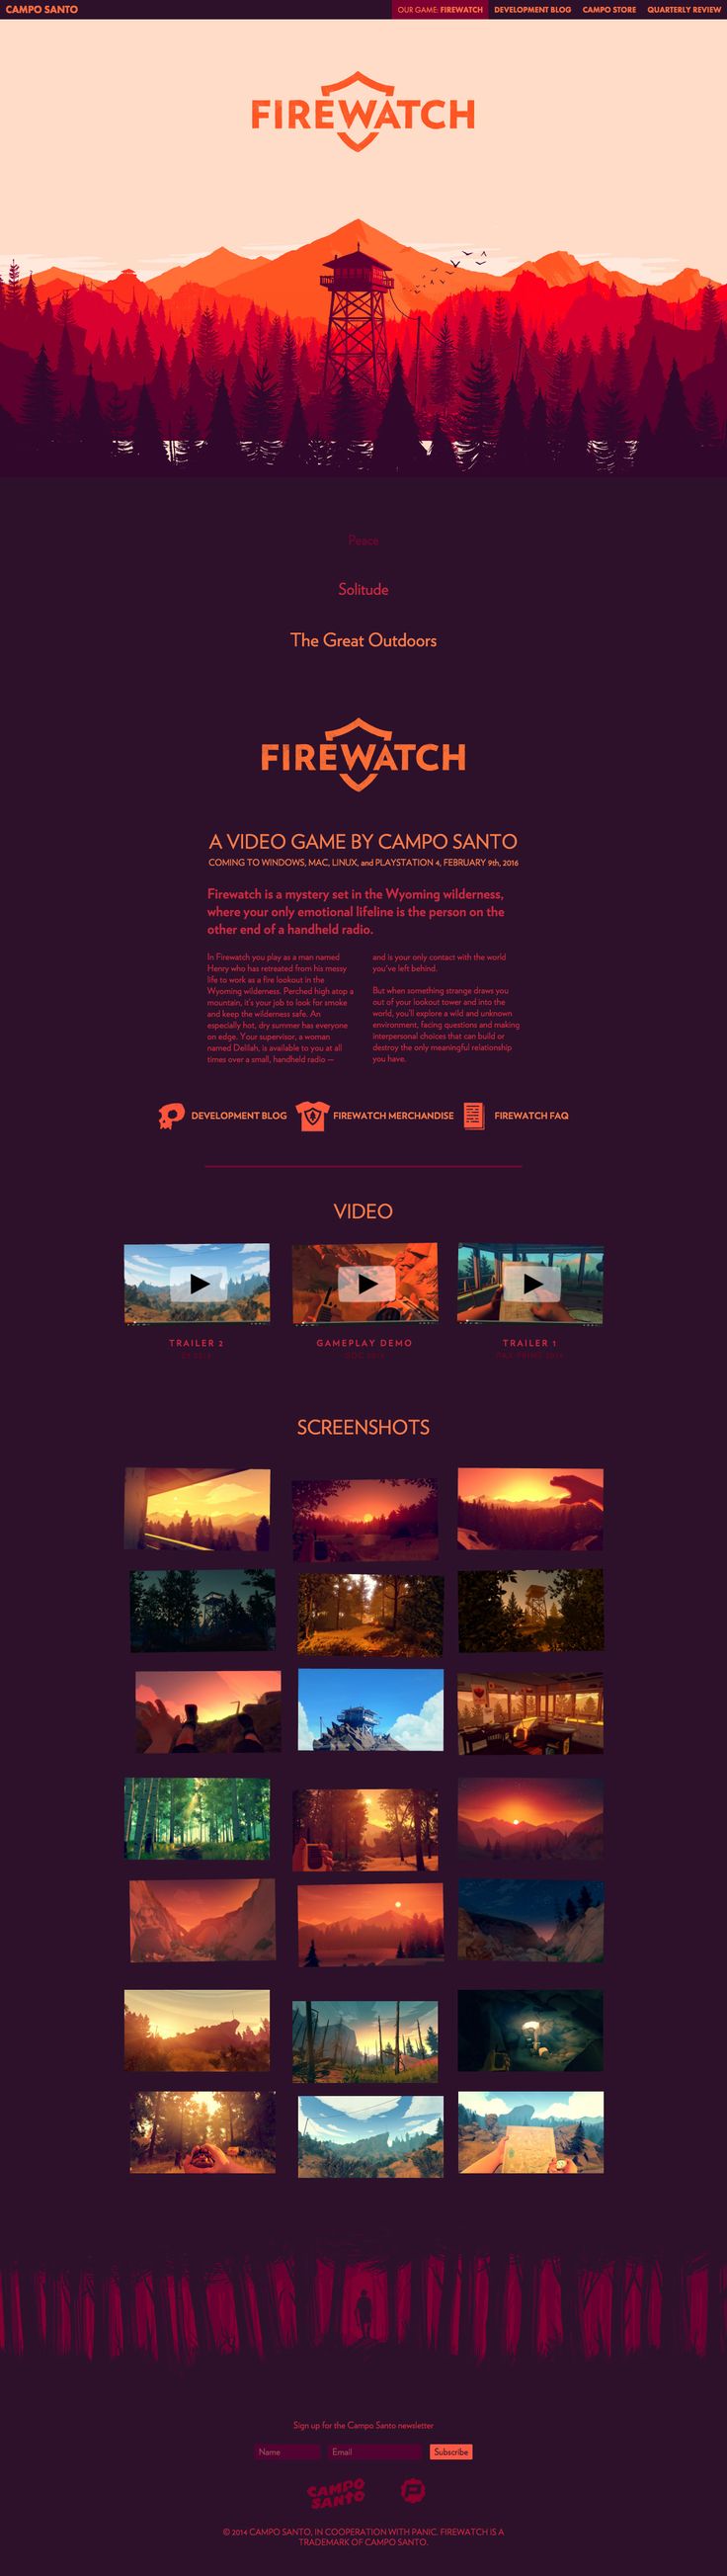 CAMPO SANTO
OUR GAME: FIREWATCH
DEVELOPMENT BLOG
CAMPO STORE
QUARTERLY REVIEW
FIREWATCH
Peace
Solitude
The Great Outdoors
FIREWATCH
A VIDEO GAME BY CAMPO SANTO
COMING TO WINDOWS, MAC, LINUX, and PLAYSTATION 4, FEBRUARY 9th, 2016
Firewatch is a mystery set in the Wyoming wilderness,
where your only emotional lifeline is the person on the
other end of a handheld radio.
In Firewatch you play as a man named
Henry who has retreated from his messy
life to work as a fire lookout in the
Wyoming wilderness. Perched high atop a
mountain, it's your job to look for smoke
and keep the wilderness safe. An
especially hot, dry summer has everyone
on edge. Your supervisor, a woman
named Delilah, is available to you at all
times over a small, handheld radio —
and is your only contact with the world
you've left behind.
But when something strange draws you
out of your lookout tower and into the
world, you'll explore a wild and unknown
environment, facing questions and making
interpersonal choices that can build or
destroy the only meaningful relationship
you have.
DEVELOPMENT BLOG
FIREWATCH MERCHANDISE
FIREWATCH FAQ
VIDEO
TRAILER 2
GAMEPLAY DEMO
TRAILER 1
SCREENSHOTS
Sign up for the Campo Santo newsletter
Name
Email
Subscribe
CAMPO
SANTO
© 2014 CAMPO SANTO, IN COOPERATION WITH PANIC. FIREWATCH IS A
TRADEMARK OF CAMPO SANTO.